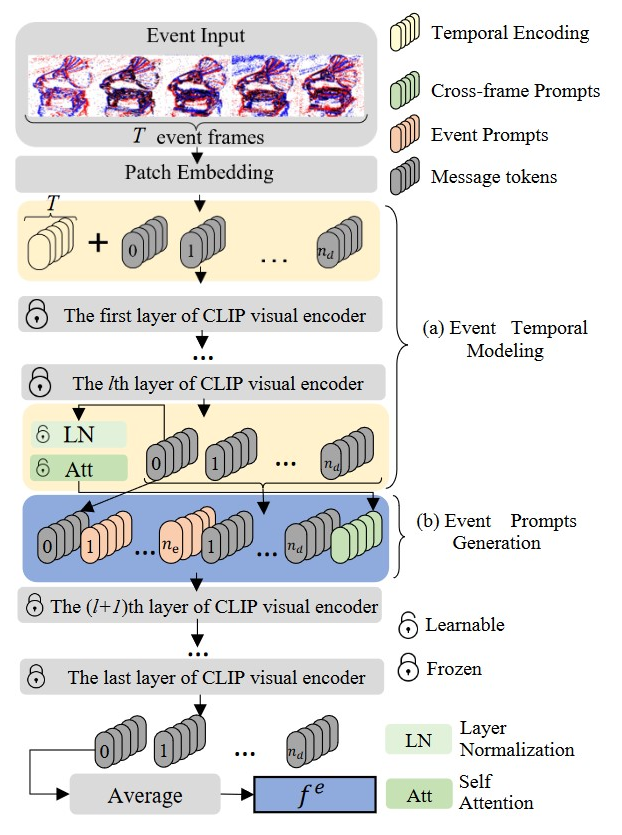 Event Input
T event frames
Patch Embedding
T
+ 0 1 ... n_d
The first layer of CLIP visual encoder
...
The lth layer of CLIP visual encoder
LN
Att
0 1 ... n_d
0 1 ... n_e 1 ... n_d
The (l+1)th layer of CLIP visual encoder
...
The last layer of CLIP visual encoder
0 1 ... n_d
Average
f^e
Temporal Encoding
Cross-frame Prompts
Event Prompts
Message tokens
(a) Event Temporal
Modeling
(b) Event Prompts
Generation
Learnable
Frozen
LN
Layer
Normalization
Att
Self
Attention